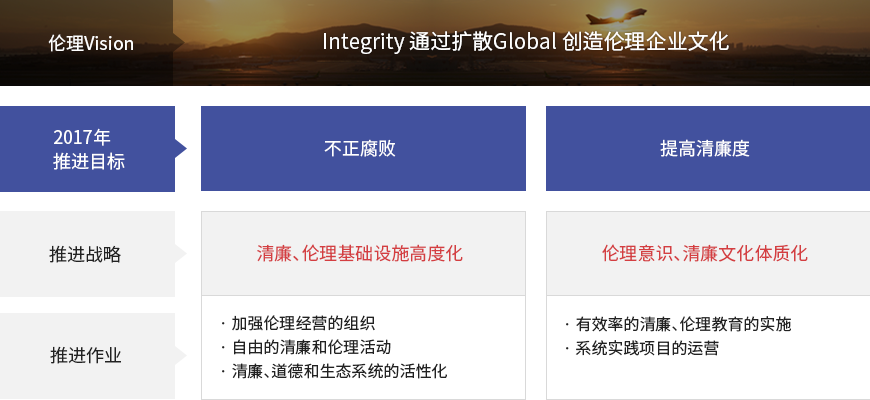 伦理Vision
Integrity 通过扩散Global 创造伦理企业文化
2017年
推进目标
不正腐败
提高清廉度
推进战略
清廉、伦理基础设施高度化
伦理意识、清廉文化体质化
推进作业
· 加强伦理经营的组织
· 自由的清廉和伦理活动
· 清廉、道德和生态系统的活性化
· 有效率的清廉、伦理教育的实施
· 系统实践项目的运营